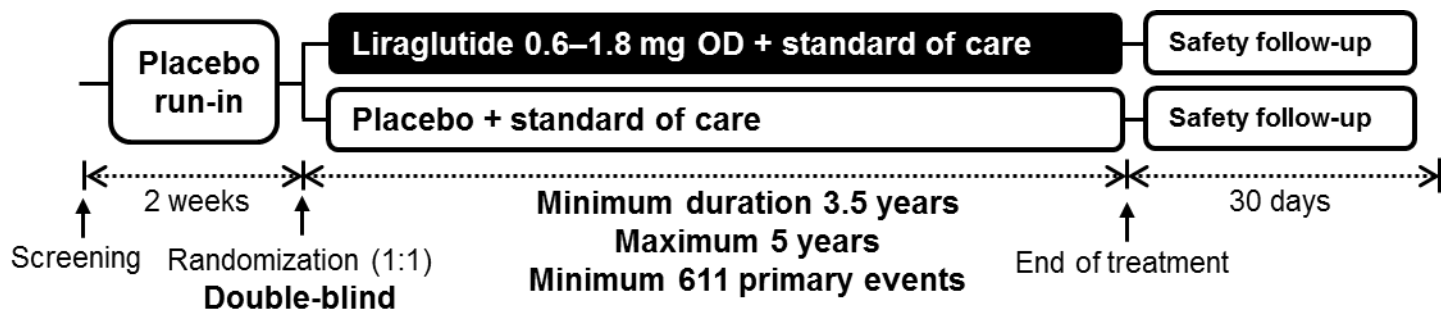 Placebo
run-in
Liraglutide 0.6–1.8 mg OD + standard of care
Safety follow-up
Placebo + standard of care
Safety follow-up
2 weeks
Minimum duration 3.5 years
Maximum 5 years
Minimum 611 primary events
30 days
Screening
Randomization (1:1)
Double-blind
End of treatment